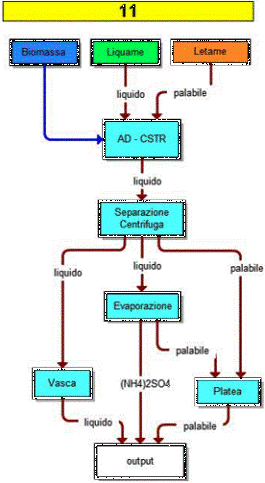 11
Biomassa
Liquame
Letame
liquido
palabile
AD - CSTR
liquido
Separazione
Centrifuga
liquido
liquido
palabile
Evaporazione
palabile
Vasca
(NH4)2SO4
Platea
liquido
palabile
output